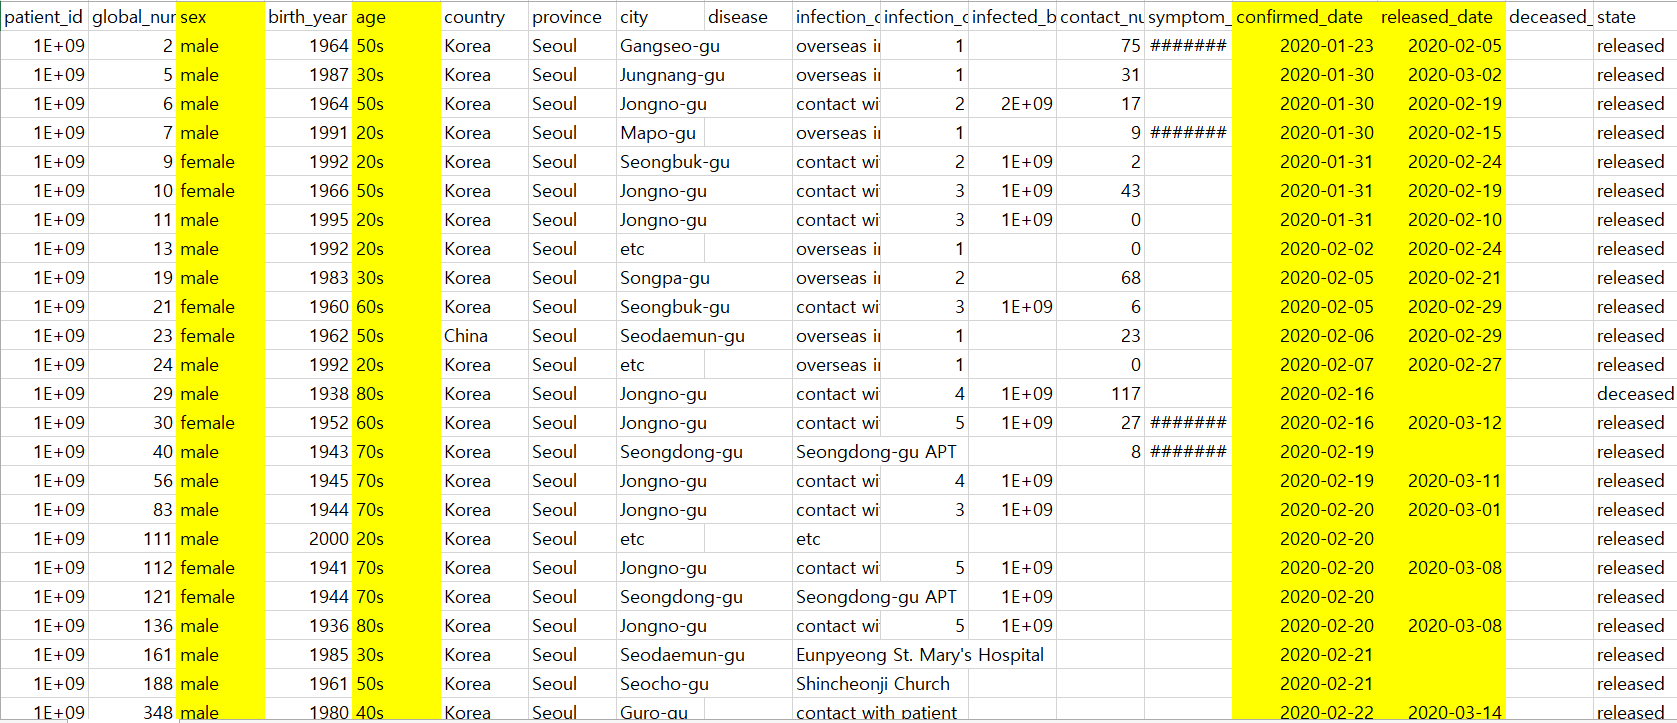 patient_id global_nur sex birth_year age country province city disease infection_c infection_c infected_b contact_nu symptom_ confirmed_date released_date deceased_ state
1E+09 2 male 1964 50s Korea Seoul Gangseo-gu overseas in 1 75 ####### 2020-01-23 2020-02-05 released
1E+09 5 male 1987 30s Korea Seoul Jungnang-gu overseas in 1 31 2020-01-30 2020-03-02 released
1E+09 6 male 1964 50s Korea Seoul Jongno-gu contact wi 2 2E+09 17 2020-01-30 2020-02-19 released
1E+09 7 male 1991 20s Korea Seoul Mapo-gu overseas in 1 9 ####### 2020-01-30 2020-02-15 released
1E+09 9 female 1992 20s Korea Seoul Seongbuk-gu contact wi 2 1E+09 2 2020-01-31 2020-02-24 released
1E+09 10 female 1966 50s Korea Seoul Jongno-gu contact wi 3 1E+09 43 2020-01-31 2020-02-19 released
1E+09 11 male 1995 20s Korea Seoul Jongno-gu contact wi 3 1E+09 0 2020-01-31 2020-02-10 released
1E+09 13 male 1992 20s Korea Seoul etc overseas in 1 0 2020-02-02 2020-02-24 released
1E+09 19 male 1983 30s Korea Seoul Songpa-gu overseas in 2 68 2020-02-05 2020-02-21 released
1E+09 21 female 1960 60s Korea Seoul Seongbuk-gu contact wi 3 1E+09 6 2020-02-05 2020-02-29 released
1E+09 23 female 1962 50s China Seoul Seodaemun-gu overseas in 1 23 2020-02-06 2020-02-29 released
1E+09 24 male 1992 20s Korea Seoul etc overseas in 1 0 2020-02-07 2020-02-27 released
1E+09 29 male 1938 80s Korea Seoul Jongno-gu contact wi 4 1E+09 117 2020-02-16 deceased
1E+09 30 female 1952 60s Korea Seoul Jongno-gu contact wi 5 1E+09 27 ####### 2020-02-16 2020-03-12 released
1E+09 40 male 1943 70s Korea Seoul Seongdong-gu Seongdong-gu APT 8 ####### 2020-02-19 released
1E+09 56 male 1945 70s Korea Seoul Jongno-gu contact wi 4 1E+09 2020-02-19 2020-03-11 released
1E+09 83 male 1944 70s Korea Seoul Jongno-gu contact wi 3 1E+09 2020-02-20 2020-03-01 released
1E+09 111 male 2000 20s Korea Seoul etc etc 2020-02-20 released
1E+09 112 female 1941 70s Korea Seoul Jongno-gu contact wi 5 1E+09 2020-02-20 2020-03-08 released
1E+09 121 female 1944 70s Korea Seoul Seongdong-gu Seongdong-gu APT 1E+09 2020-02-20 released
1E+09 136 male 1936 80s Korea Seoul Jongno-gu contact wi 5 1E+09 2020-02-20 2020-03-08 released
1E+09 161 male 1985 30s Korea Seoul Seodaemun-gu Eunpyeong St. Mary's Hospital 2020-02-21 released
1E+09 188 male 1961 50s Korea Seoul Seocho-gu Shincheonji Church 2020-02-21 released
1E+09 348 male 1980 40s Korea Seoul Guro-gu contact with patient 2020-02-22 2020-03-14 released